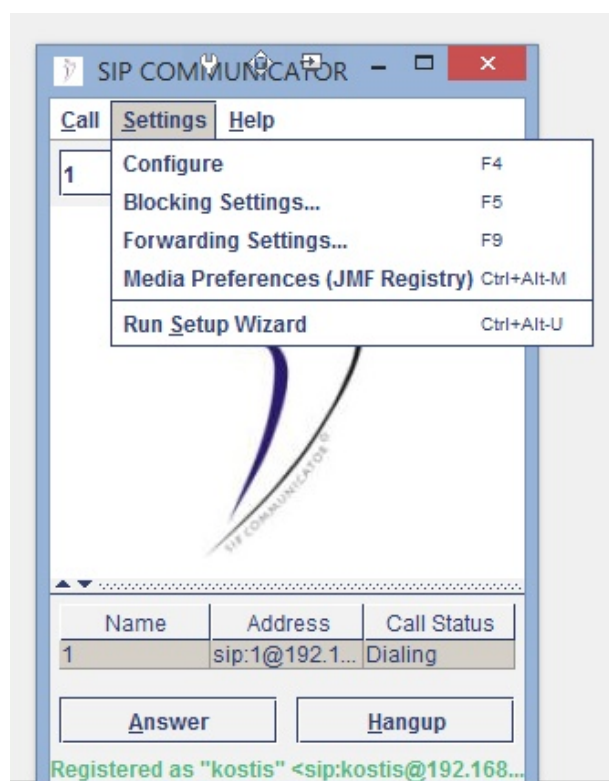 SIP COMMUNICATOR
Call Settings Help
1
Configure F4
Blocking Settings... F5
Forwarding Settings... F9
Media Preferences (JMF Registry) Ctrl+Alt-M
Run Setup Wizard Ctrl+Alt-U
SIP COMMUNICATOR ©
Name Address Call Status
1 sip:1@192.1... Dialing
Answer Hangup
Registered as "kostis" <sip:kostis@192.168...